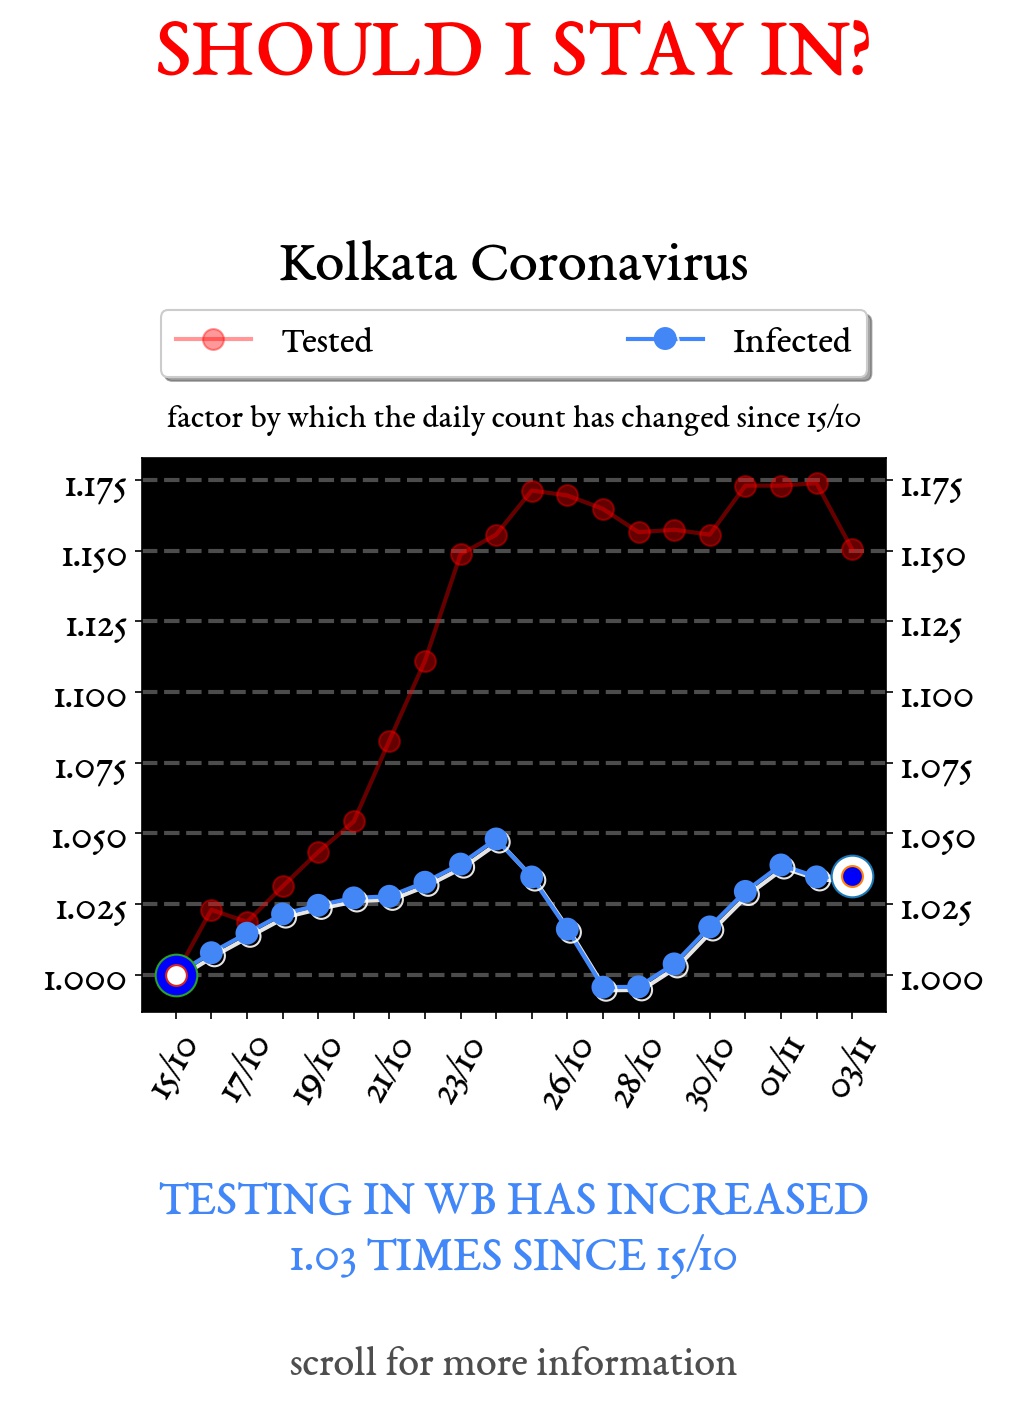 SHOULD I STAY IN?
Kolkata Coronavirus
Tested Infected
factor by which the daily count has changed since 15/10
1.175 1.175
1.150 1.150
1.125 1.125
1.100 1.100
1.075 1.075
1.050 1.050
1.025 1.025
1.000 1.000
15/10 17/10 19/10 21/10 23/10 26/10 28/10 30/10 01/11 03/11
TESTING IN WB HAS INCREASED
1.03 TIMES SINCE 15/10
scroll for more information